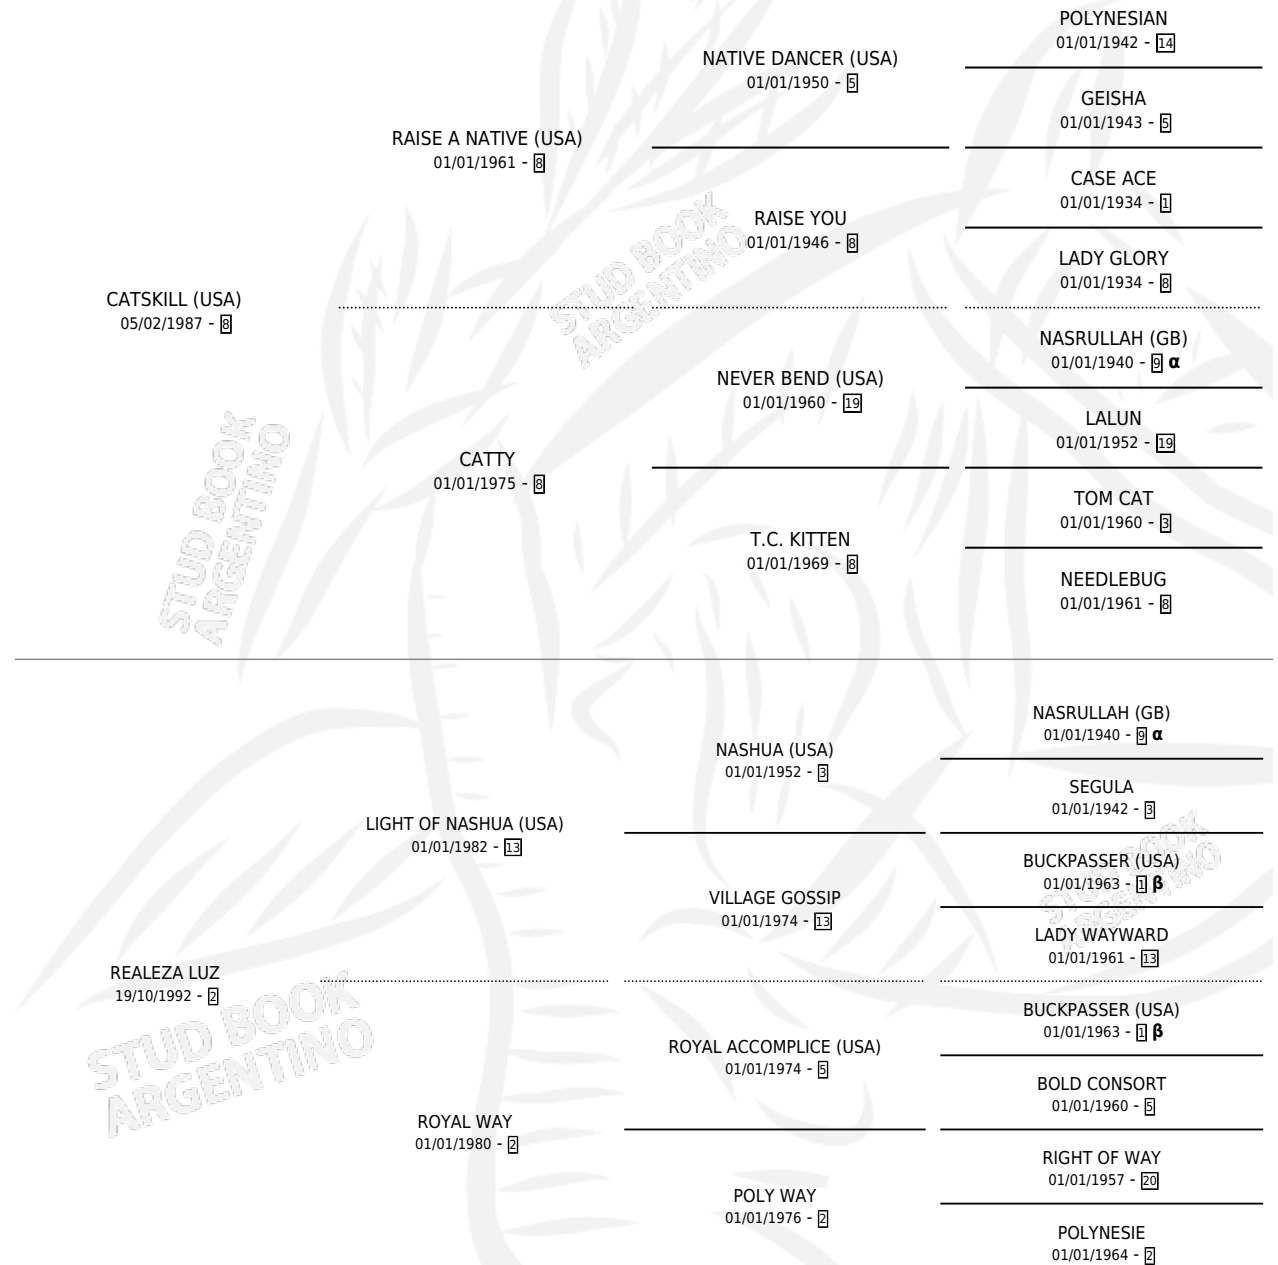 POLYNESIAN
01/01/1942 - 14
NATIVE DANCER (USA)
01/01/1950 - 5
GEISHA
01/01/1943 - 5
RAISE A NATIVE (USA)
01/01/1961 - 8
CASE ACE
01/01/1934 - 1
RAISE YOU
01/01/1946 - 8
LADY GLORY
01/01/1934 - 8
CATSKILL (USA)
05/02/1987 - 8
STUD BOOK
ARGENTINO
NASRULLAH (GB)
01/01/1940 - 9 α
NEVER BEND (USA)
01/01/1960 - 19
LALUN
01/01/1952 - 19
CATTY
01/01/1975 - 8
TOM CAT
01/01/1960 - 3
T.C. KITTEN
01/01/1969 - 8
NEEDLEBUG
01/01/1961 - 8
STUD BOOK
ARGENTINO
NASRULLAH (GB)
01/01/1940 - 9 α
NASHUA (USA)
01/01/1952 - 3
SEGULA
01/01/1942 - 3
LIGHT OF NASHUA (USA)
01/01/1982 - 13
BUCKPASSER (USA)
01/01/1963 - 1 β
VILLAGE GOSSIP
01/01/1974 - 13
LADY WAYWARD
01/01/1961 - 13
STUD BOOK
ARGENTINO
REALEZA LUZ
19/10/1992 - 2
BUCKPASSER (USA)
01/01/1963 - 1 β
ROYAL ACCOMPLICE (USA)
01/01/1974 - 5
BOLD CONSORT
01/01/1960 - 5
STUD BOOK
ARGENTINO
ROYAL WAY
01/01/1980 - 2
RIGHT OF WAY
01/01/1957 - 20
POLY WAY
01/01/1976 - 2
POLYNESIE
01/01/1964 - 2